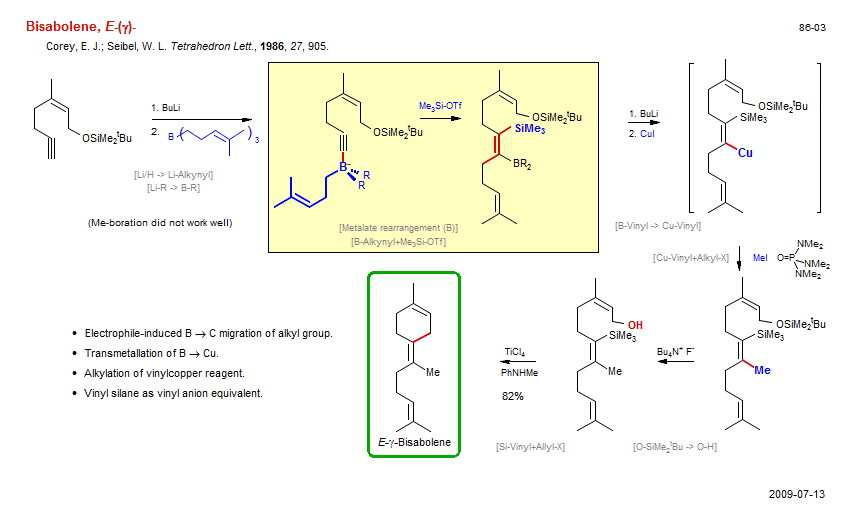 Bisabolene, E-(γ)-
86-03
Corey, E. J.; Seibel, W. L. Tetrahedron Lett., 1986, 27, 905.
1. BuLi
2. B( )3
OSiMe2tBu
[Li/H -> Li-Alkynyl]
[Li-R -> B-R]
(Me-boration did not work well)
OSiMe2tBu
B-
R
R
Me3Si-OTf
OSiMe2tBu
SiMe3
BR2
[Metalate rearrangement (B)]
[B-Alkynyl+Me3Si-OTf]
1. BuLi
2. CuI
OSiMe2tBu
SiMe3
Cu
[B-Vinyl -> Cu-Vinyl]
[Cu-Vinyl+Alkyl-X]
MeI
O=P
NMe2
NMe2
NMe2
OSiMe2tBu
SiMe3
Me
Bu4N+ F-
[O-SiMe2tBu -> O-H]
OH
SiMe3
Me
TiCl4
PhNHMe
82%
[Si-Vinyl+Allyl-X]
Me
E-γ-Bisabolene
• Electrophile-induced B → C migration of alkyl group.
• Transmetallation of B → Cu.
• Alkylation of vinylcopper reagent.
• Vinyl silane as vinyl anion equivalent.
2009-07-13